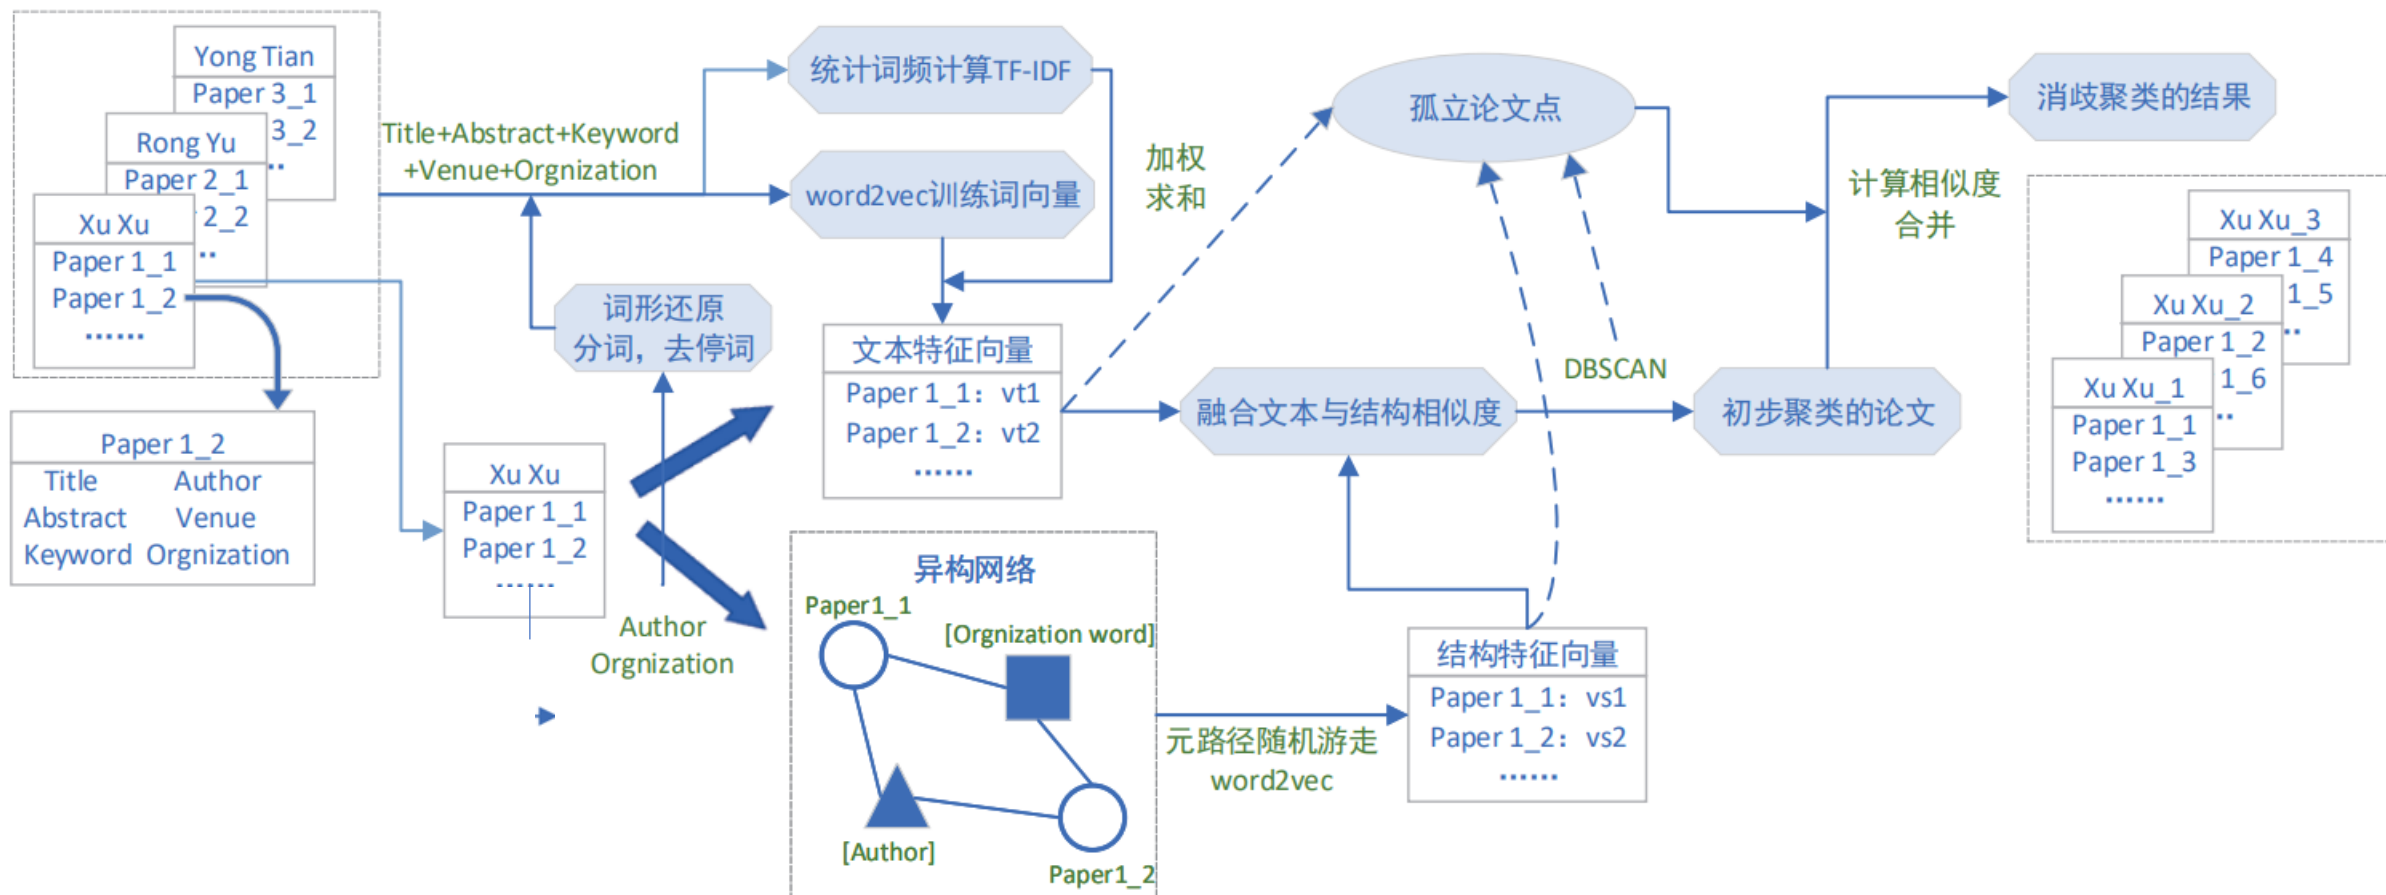 Yong Tian
Paper 3_1
3_2
..
Rong Yu
Paper 2_1
2_2
..
Xu Xu
Paper 1_1
Paper 1_2
......
Paper 1_2
Title Author
Abstract Venue
Keyword Orgnization
Title+Abstract+Keyword
+Venue+Orgnization
词形还原
分词，去停词
Xu Xu
Paper 1_1
Paper 1_2
......
Author
Orgnization
统计词频计算TF-IDF
word2vec训练词向量
加权
求和
文本特征向量
Paper 1_1：vt1
Paper 1_2：vt2
......
异构网络
Paper1_1
[Orgnization word]
[Author]
Paper1_2
元路径随机游走
word2vec
结构特征向量
Paper 1_1：vs1
Paper 1_2：vs2
......
融合文本与结构相似度
孤立论文点
DBSCAN
初步聚类的论文
计算相似度
合并
消歧聚类的结果
Xu Xu_3
Paper 1_4
1_5
..
Xu Xu_2
Paper 1_2
1_6
..
Xu Xu_1
Paper 1_1
Paper 1_3
......